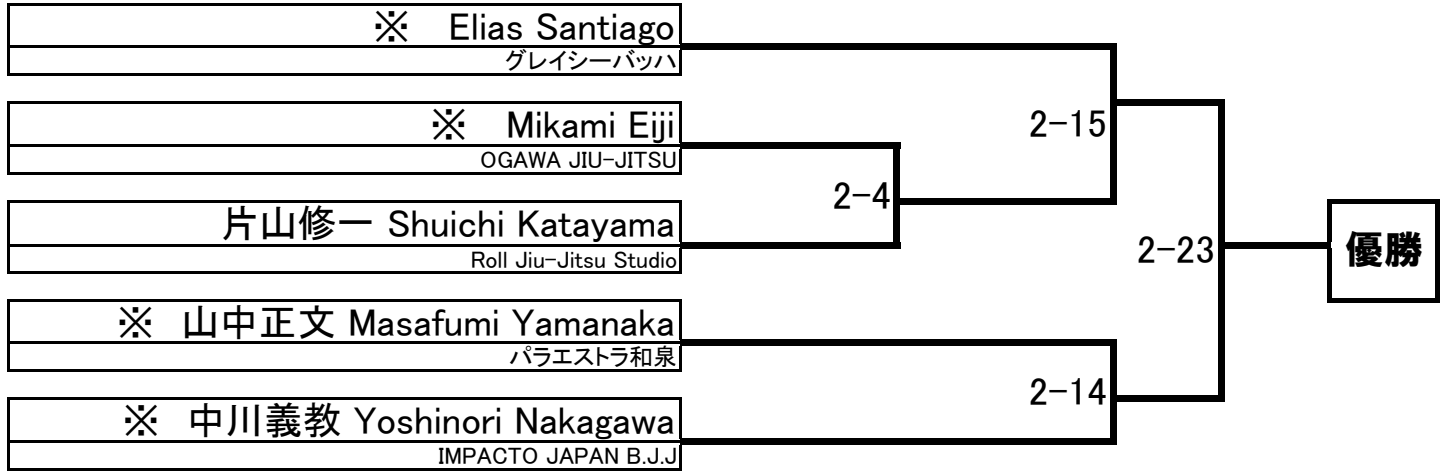 ※ Elias Santiago
グレイシーバッハ
※ Mikami Eiji
OGAWA JIU-JITSU
片山修一 Shuichi Katayama
Roll Jiu-Jitsu Studio
※ 山中正文 Masafumi Yamanaka
パラエストラ和泉
※ 中川義教 Yoshinori Nakagawa
IMPACTO JAPAN B.J.J
2-4
2-15
2-14
2-23
優勝